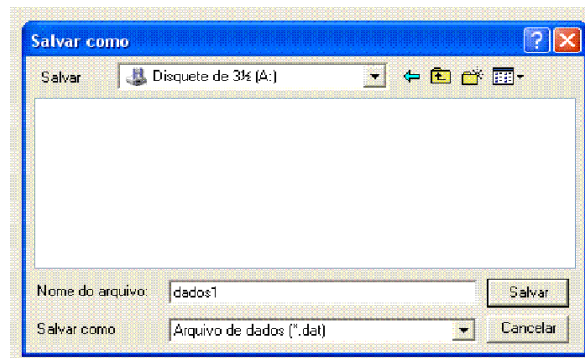 Salvar como
Salvar
Disquete de 3½ (A:)
Nome do arquivo:
dados1
Salvar
Salvar como
Arquivo de dados (*.dat)
Cancelar